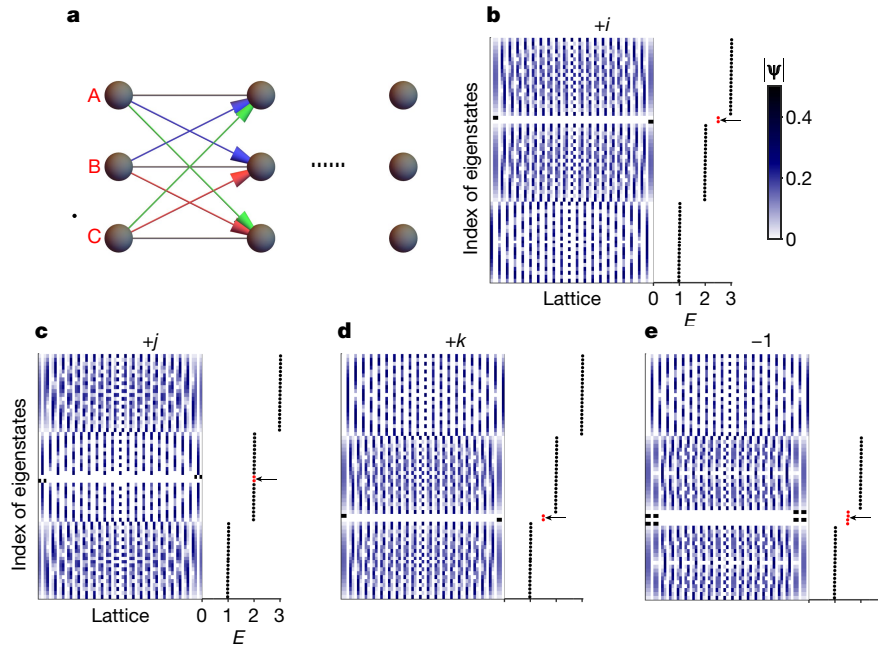 a
A
B
C
b
+i
Index of eigenstates
Lattice
0 1 2 3
E
|ψ|
0.4
0.2
0
c
+j
Index of eigenstates
Lattice
0 1 2 3
E
d
+k
e
−1